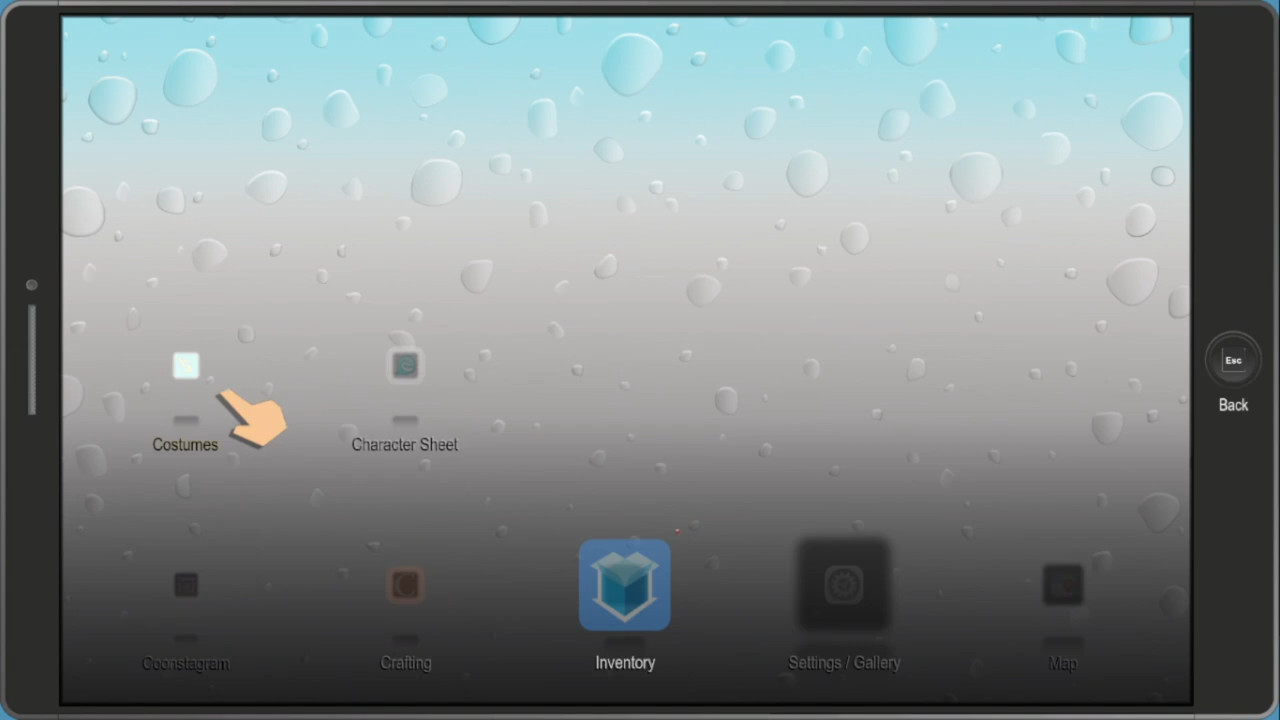 Esc
Back
Costumes
Character Sheet
Coonstagram
Crafting
Inventory
Settings / Gallery
Map